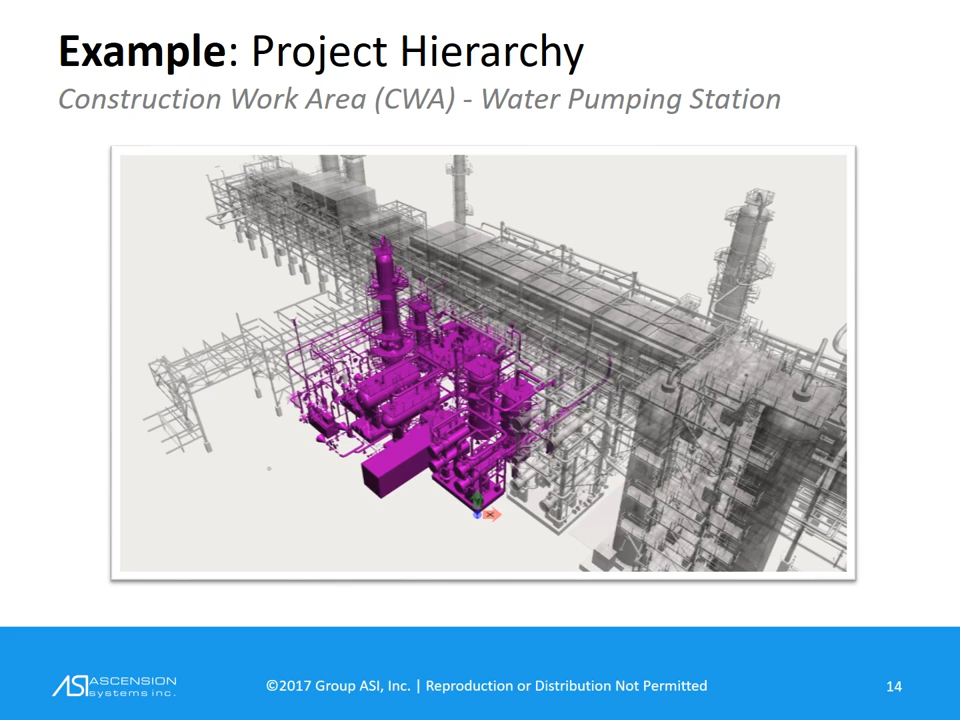 Example: Project Hierarchy
Construction Work Area (CWA) - Water Pumping Station
ASI ASCENSION
systems inc.
©2017 Group ASI, Inc. | Reproduction or Distribution Not Permitted
14